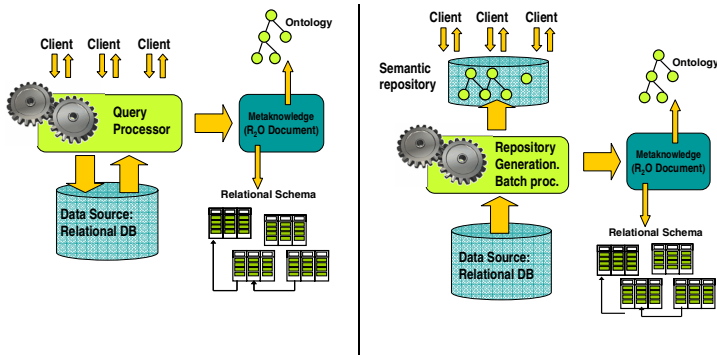 Ontology
Client Client Client
Query
Processor
Metaknowledge
(R2O Document)
Relational Schema
Data Source:
Relational DB
Client Client Client
Semantic
repository
Ontology
Repository
Generation.
Batch proc.
Metaknowledge
(R2O Document)
Relational Schema
Data Source:
Relational DB